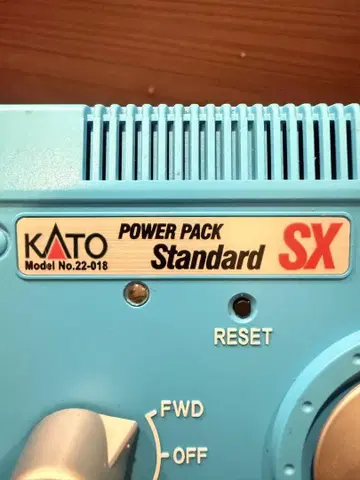 KATO
Model No.22-018
POWER PACK
Standard SX
RESET
FWD
OFF